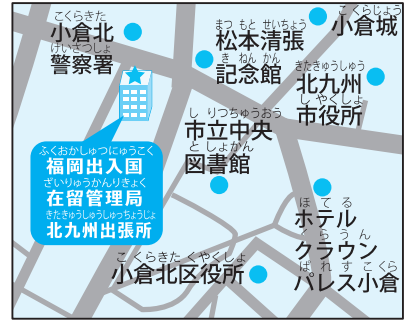 こくらきた
小倉北
けいさつしょ
警察署
まつもとせいちょう
松本清張
きねんかん
記念館
こくらじょう
小倉城
きたきゅうしゅう
北九州
しやくしょ
市役所
しりつちゅうおう
市立中央
としょかん
図書館
ふくおかしゅつにゅうこく
福岡出入国
ざいりゅうかんりきょく
在留管理局
きたきゅうしゅうしゅっちょうじょ
北九州出張所
ほてる
ホテル
くらうん
クラウン
ぱれすこくら
パレス小倉
こくらきたくやくしょ
小倉北区役所